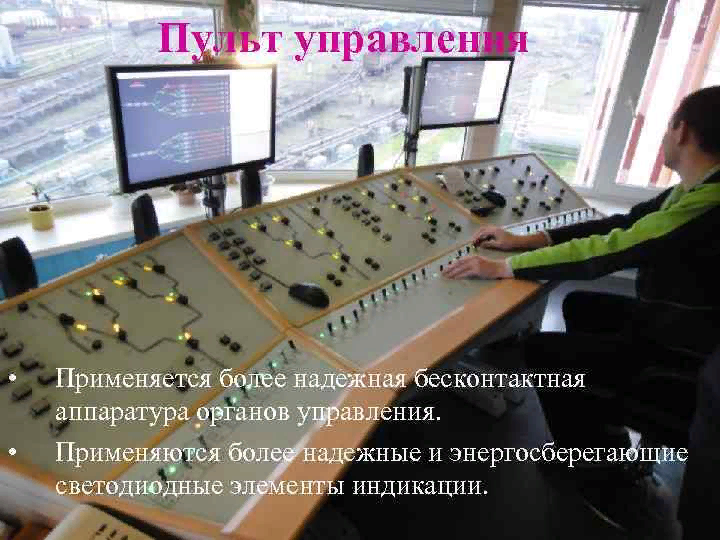 Пульт управления
• Применяется более надежная бесконтактная
аппаратура органов управления.
• Применяются более надежные и энергосберегающие
светодиодные элементы индикации.